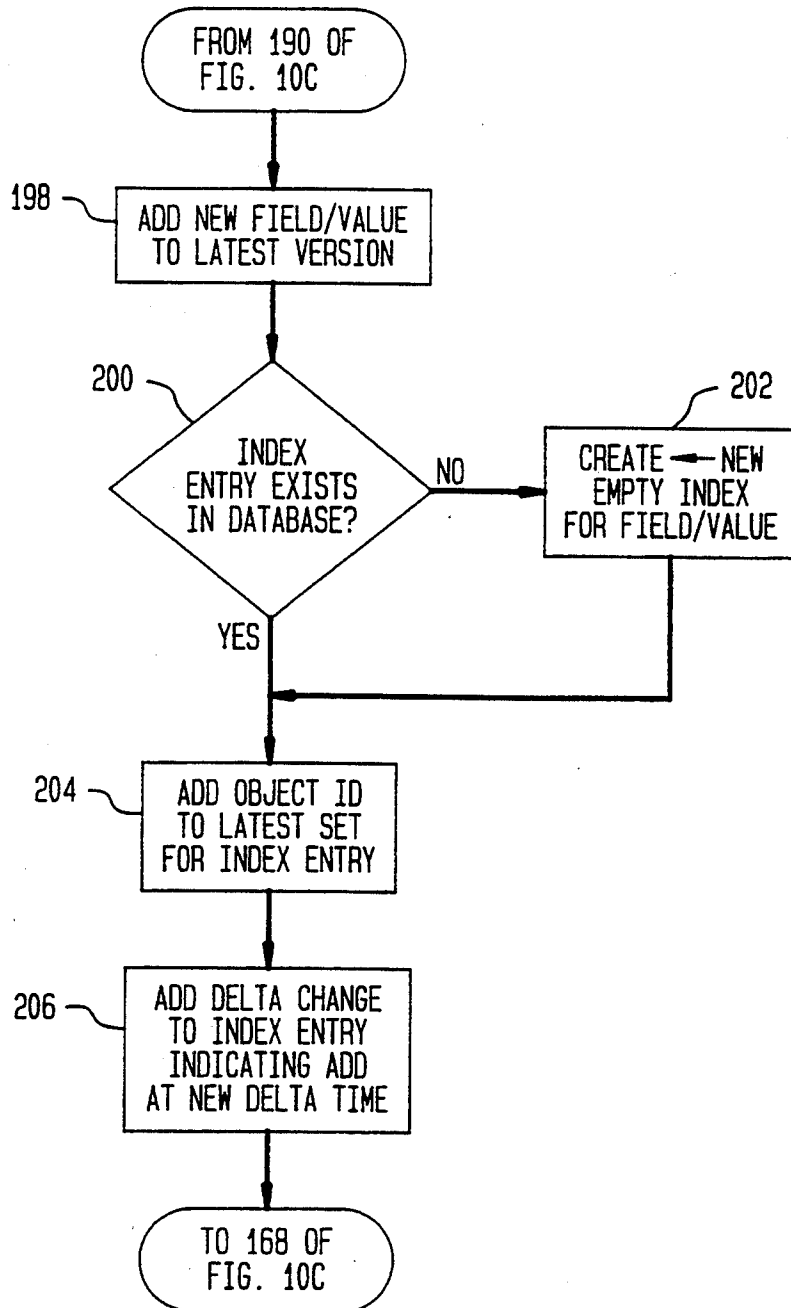 FROM 190 OF
FIG. 10C
198
ADD NEW FIELD/VALUE
TO LATEST VERSION
200
INDEX
ENTRY EXISTS
IN DATABASE?
NO
YES
202
CREATE ← NEW
EMPTY INDEX
FOR FIELD/VALUE
204
ADD OBJECT ID
TO LATEST SET
FOR INDEX ENTRY
206
ADD DELTA CHANGE
TO INDEX ENTRY
INDICATING ADD
AT NEW DELTA TIME
TO 168 OF
FIG. 10C